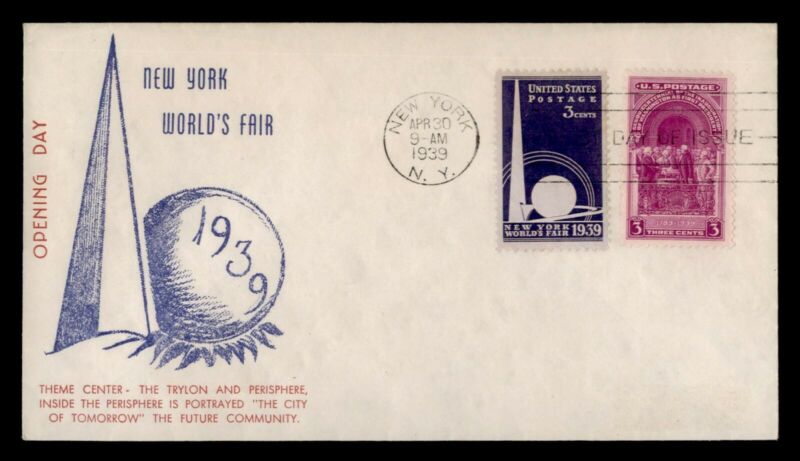 OPENING DAY
NEW YORK
WORLD'S FAIR
1939
THEME CENTER - THE TRYLON AND PERISPHERE,
INSIDE THE PERISPHERE IS PORTRAYED "THE CITY
OF TOMORROW" THE FUTURE COMMUNITY.
NEW YORK
APR 30
9-AM
1939
N. Y.
UNITED STATES
POSTAGE
3 CENTS
NEW YORK
WORLD'S FAIR 1939
DAY OF ISSUE
U.S. POSTAGE
1789-1939
3 THREE CENTS 3